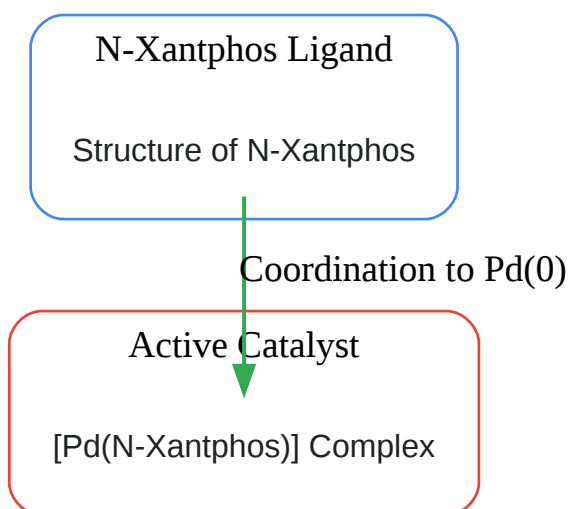 N-Xantphos Ligand
Structure of N-Xantphos
Coordination to Pd(0)
Active Catalyst
[Pd(N-Xantphos)] Complex